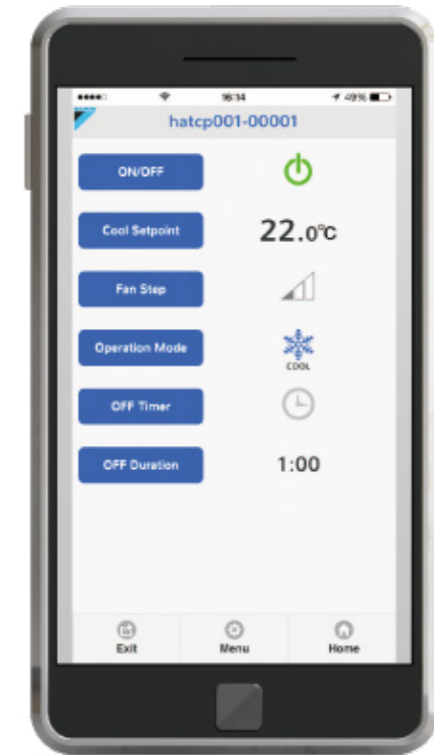 16:14
49%
hatcp001-00001
ON/OFF
Cool Setpoint
22.0°C
Fan Step
Operation Mode
COOL
OFF Timer
OFF Duration
1:00
Exit
Menu
Home